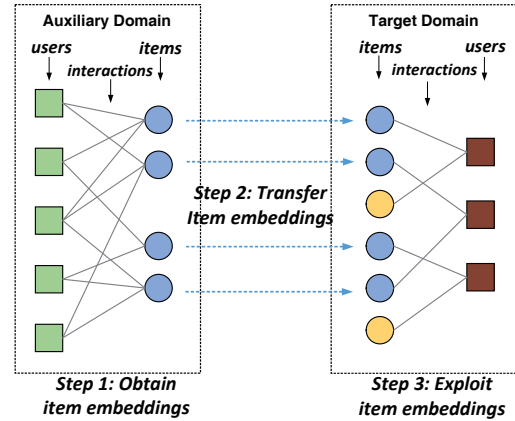 Auxiliary Domain
users
items
interactions
Target Domain
items
users
interactions
Step 2: Transfer
Item embeddings
Step 1: Obtain
item embeddings
Step 3: Exploit
item embeddings